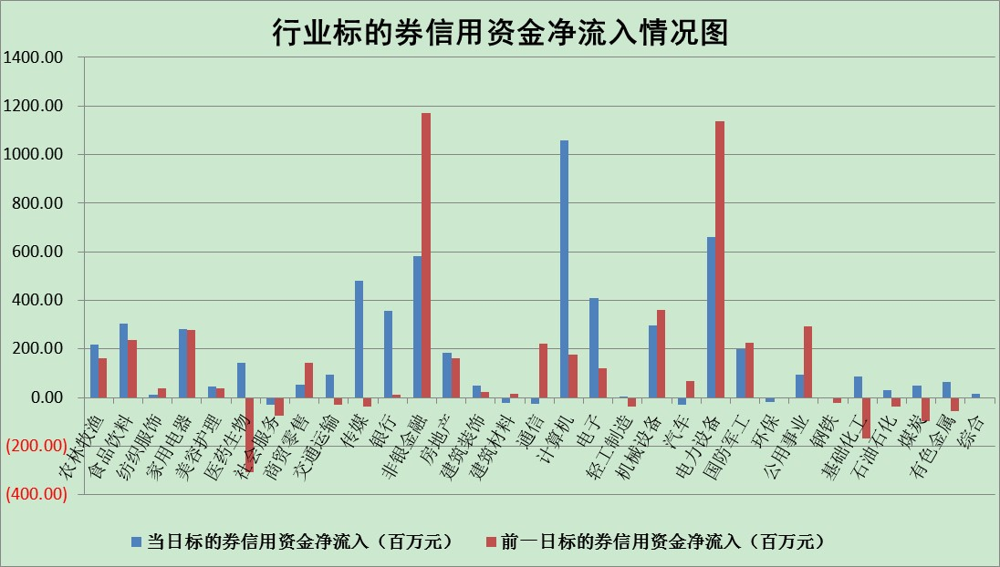 行业标的券信用资金净流入情况图
1400.00
1200.00
1000.00
800.00
600.00
400.00
200.00
0.00
(200.00)
(400.00)
农林牧渔
食品饮料
纺织服饰
家用电器
美容护理
医药生物
社会服务
商贸零售
交通运输
传媒
银行
非银金融
房地产
建筑装饰
建筑材料
通信
计算机
电子
轻工制造
机械设备
汽车
电力设备
国防军工
环保
公用事业
钢铁
基础化工
石油石化
煤炭
有色金属
综合
当日标的券信用资金净流入（百万元）
前一日标的券信用资金净流入（百万元）